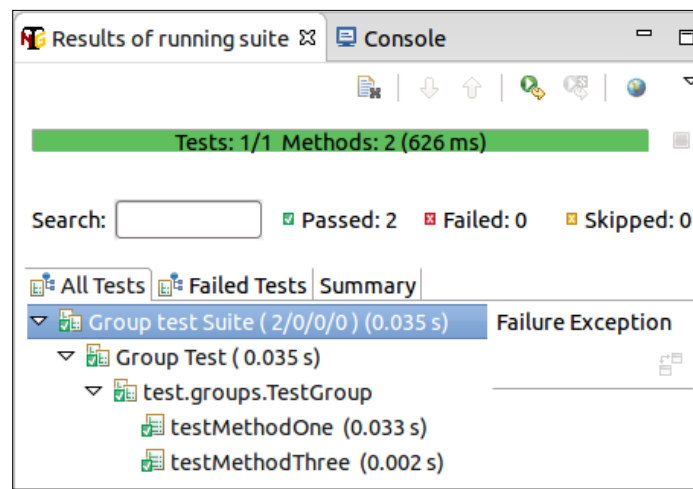 Results of running suite Console
Tests: 1/1 Methods: 2 (626 ms)
Search: Passed: 2 Failed: 0 Skipped: 0
All Tests Failed Tests Summary
Group test Suite ( 2/0/0/0 ) (0.035 s) Failure Exception
Group Test ( 0.035 s)
test.groups.TestGroup
testMethodOne (0.033 s)
testMethodThree (0.002 s)